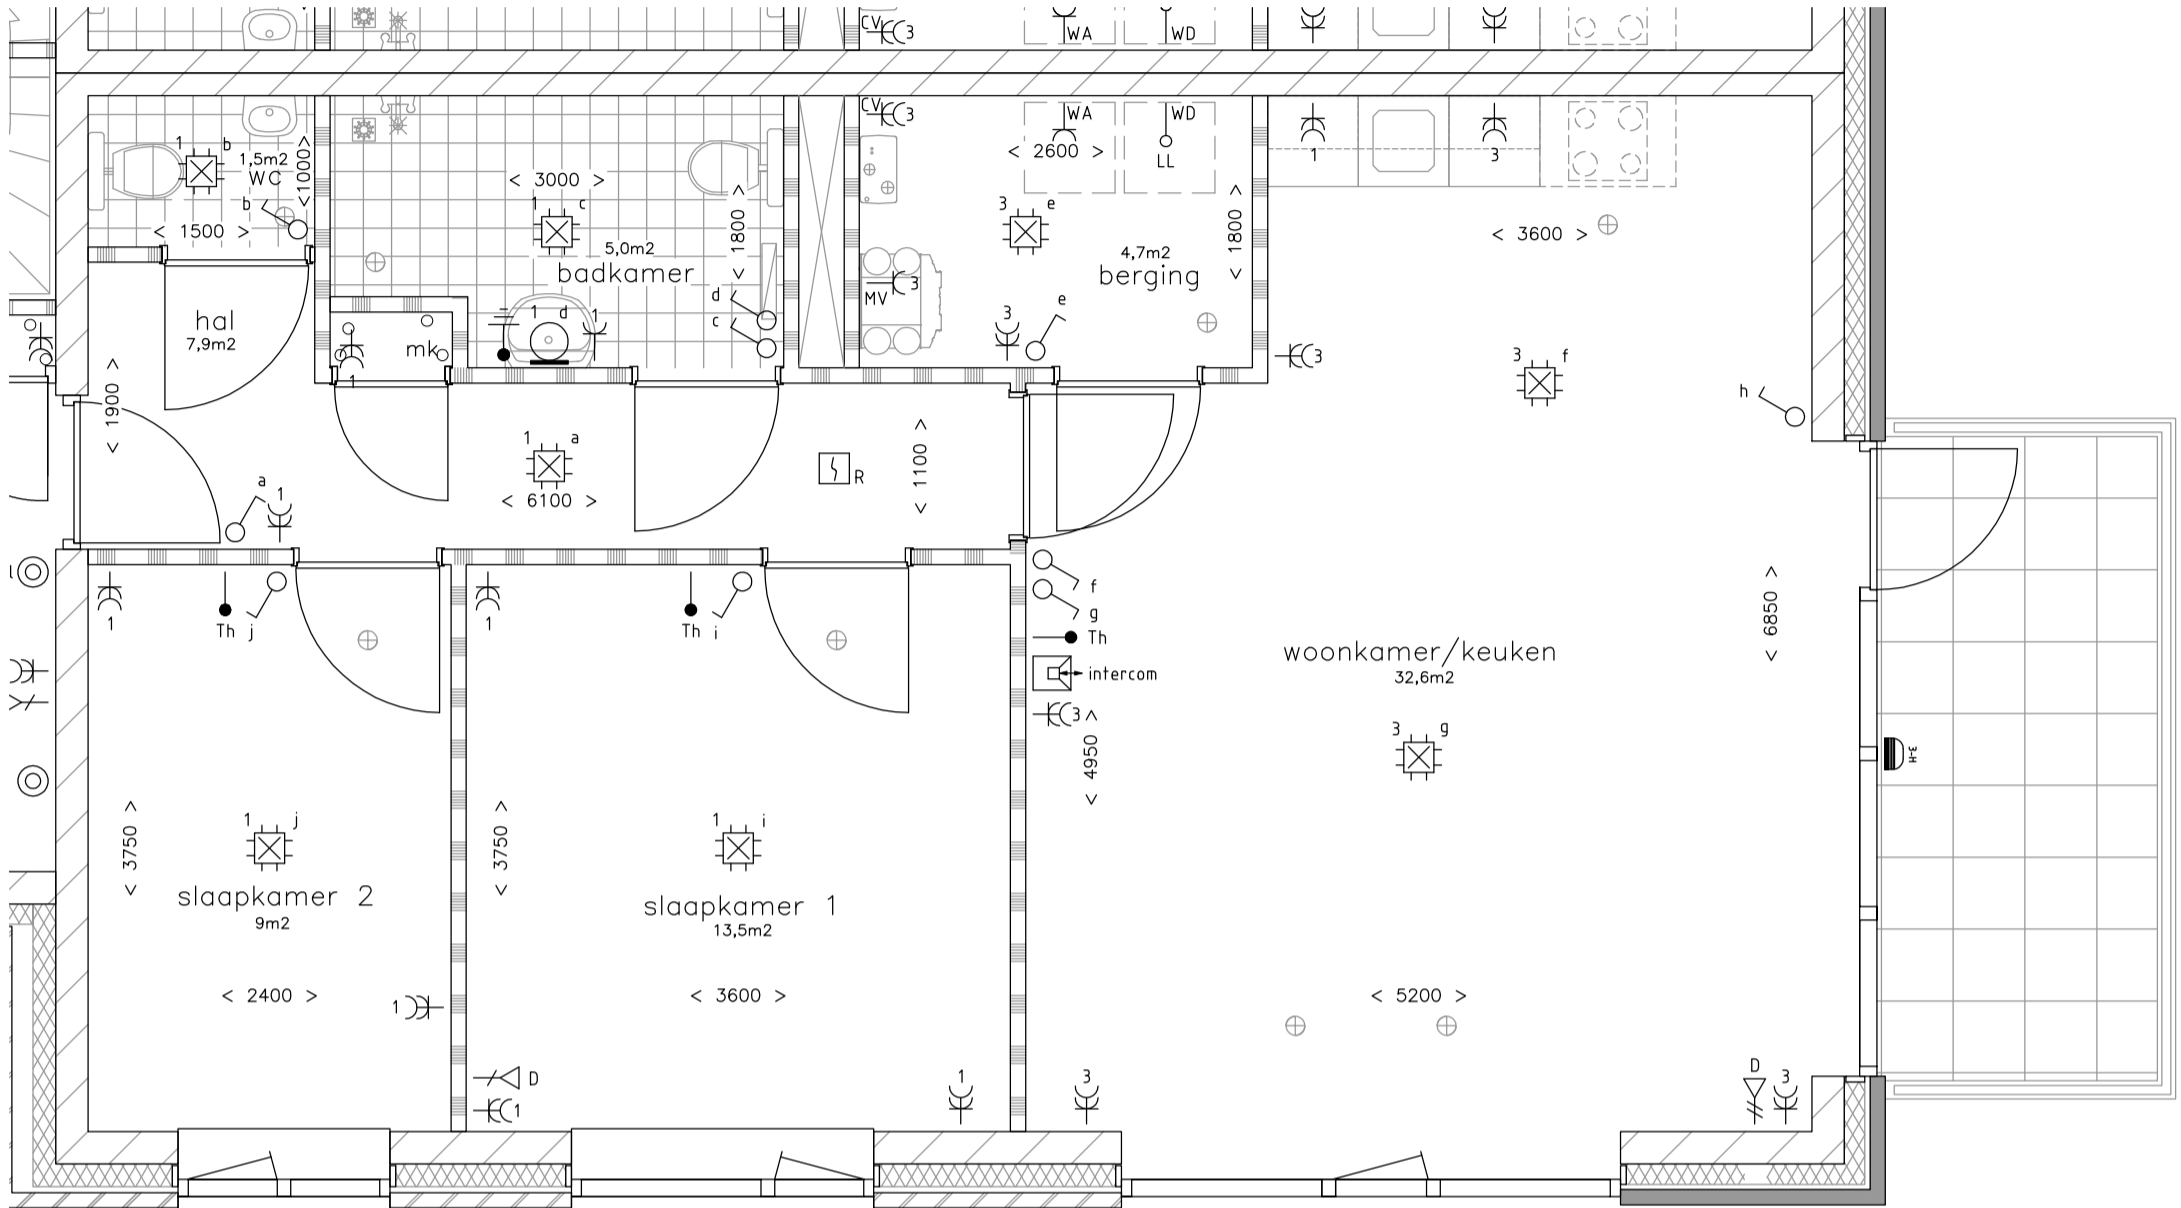 CV
3
WA
WD
1
b
1,5m2
WC
< 1000 >
b
< 1500 >
< 3000 >
1
c
5,0m2
badkamer
< 1800 >
d
c
CV
3
WA
WD
LL
< 2600 >
3
e
4,7m2
berging
< 1800 >
MV
3
3
e
1
3
< 3600 >
hal
7,9m2
mk
1
1
d
1
3
3
f
h
< 1900 >
a
1
1
a
< 6100 >
R
< 1100 >
1
Th
j
1
Th
i
f
g
Th
intercom
3
< 4950 >
woonkamer/keuken
32,6m2
< 6850 >
3
g
3-H
< 3750 >
1
j
slaapkamer 2
9m2
< 2400 >
1
< 3750 >
1
i
slaapkamer 1
13,5m2
< 3600 >
D
1
1
3
< 5200 >
D
3